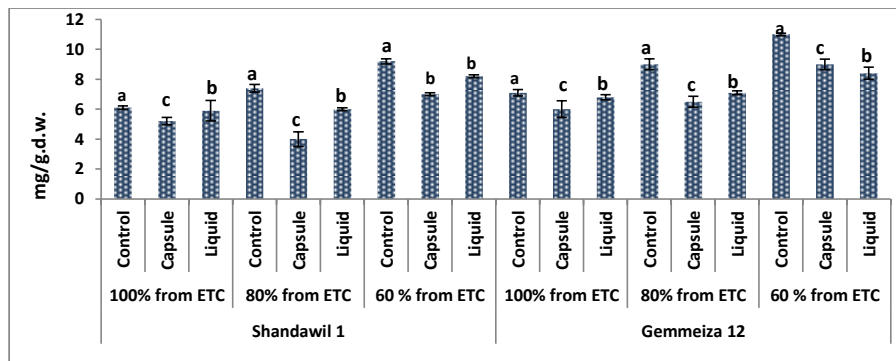 mg/g.d.w.
12
10
8
6
4
2
0
a c b a c b a b b a c b a c b a c b
Control Capsule Liquid Control Capsule Liquid Control Capsule Liquid Control Capsule Liquid Control Capsule Liquid Control Capsule Liquid
100% from ETC 80% from ETC 60 % from ETC 100% from ETC 80% from ETC 60 % from ETC
Shandawil 1 Gemmeiza 12